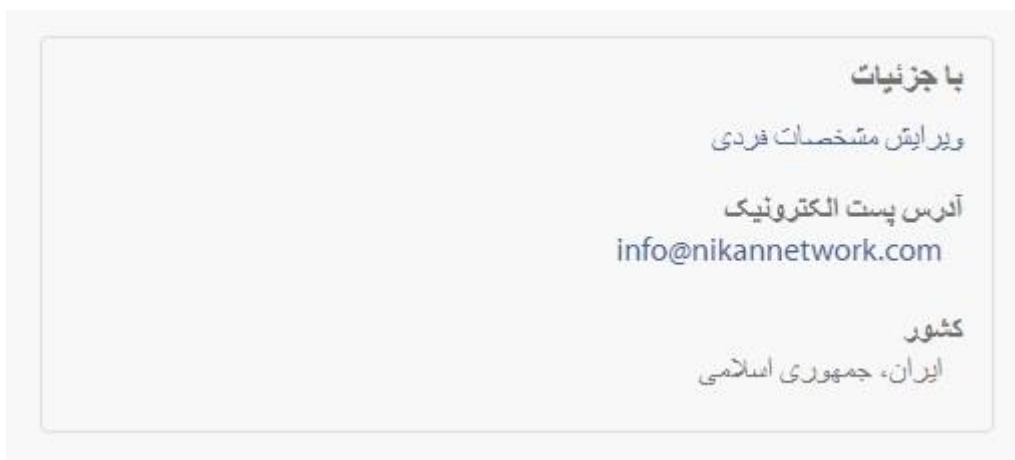 با جزئیات
ویرایش مشخصات فردی
آدرس پست الکترونیک
info@nikannetwork.com
کشور
ایران، جمهوری اسلامی